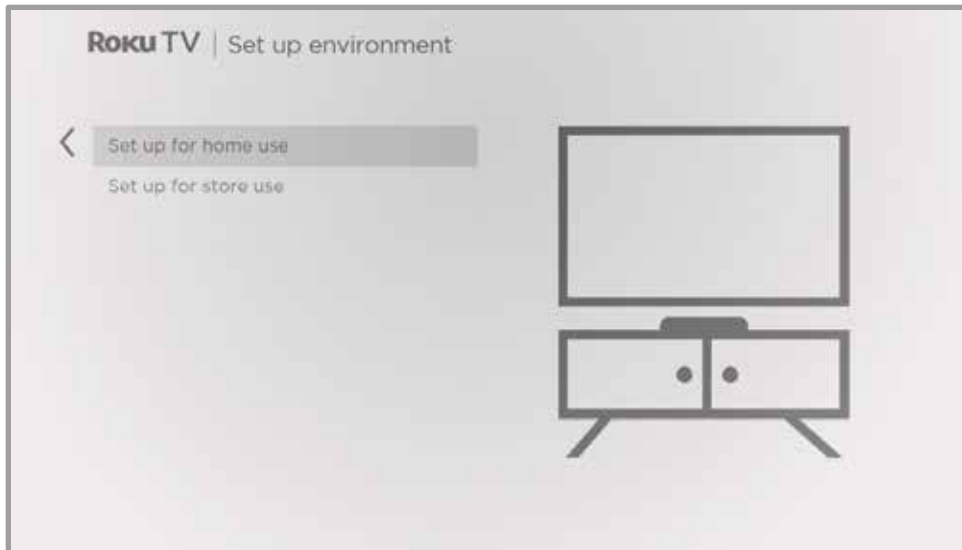 Roku TV | Set up environment
Set up for home use
Set up for store use